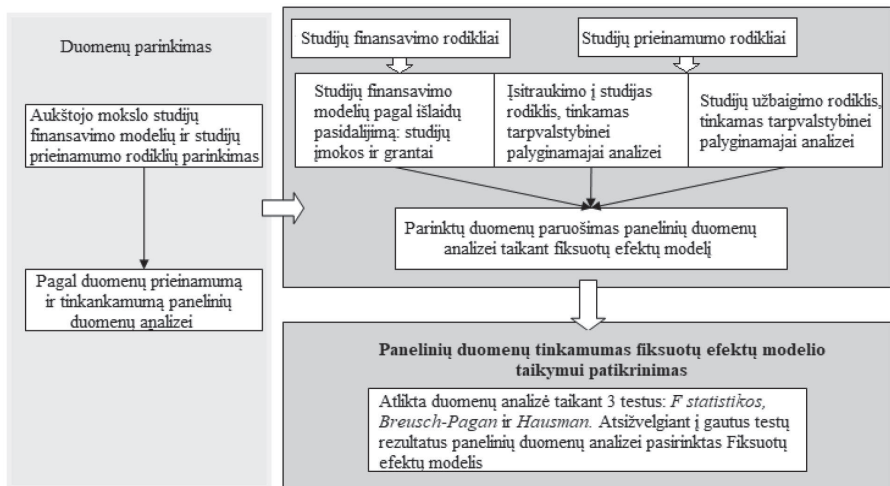 Duomenų parinkimas
Aukštojo mokslo studijų
finansavimo modelių ir studijų
prieinamumo rodiklių parinkimas
Pagal duomenų prieinamumą
ir tinkankamumą panelinių
duomenų analizei
Studijų finansavimo rodikliai
Studijų prieinamumo rodikliai
Studijų finansavimo
modelių pagal išlaidų
pasidalijimą: studijų
įmokos ir grantai
Įsitraukimo į studijas
rodiklis, tinkamas
tarpvalstybinei
palyginamajai analizei
Studijų užbaigimo rodiklis,
tinkamas tarpvalstybinei
palyginamajai analizei
Parinktų duomenų paruošimas panelinių duomenų
analizei taikant fiksuotų efektų modelį
Panelinių duomenų tinkamumas fiksuotų efektų modelio
taikymui patikrinimas
Atlikta duomenų analizė taikant 3 testus: F statistikos,
Breusch-Pagan ir Hausman. Atsižvelgiant į gautus testų
rezultatus panelinių duomenų analizei pasirinktas Fiksuotų
efektų modelis